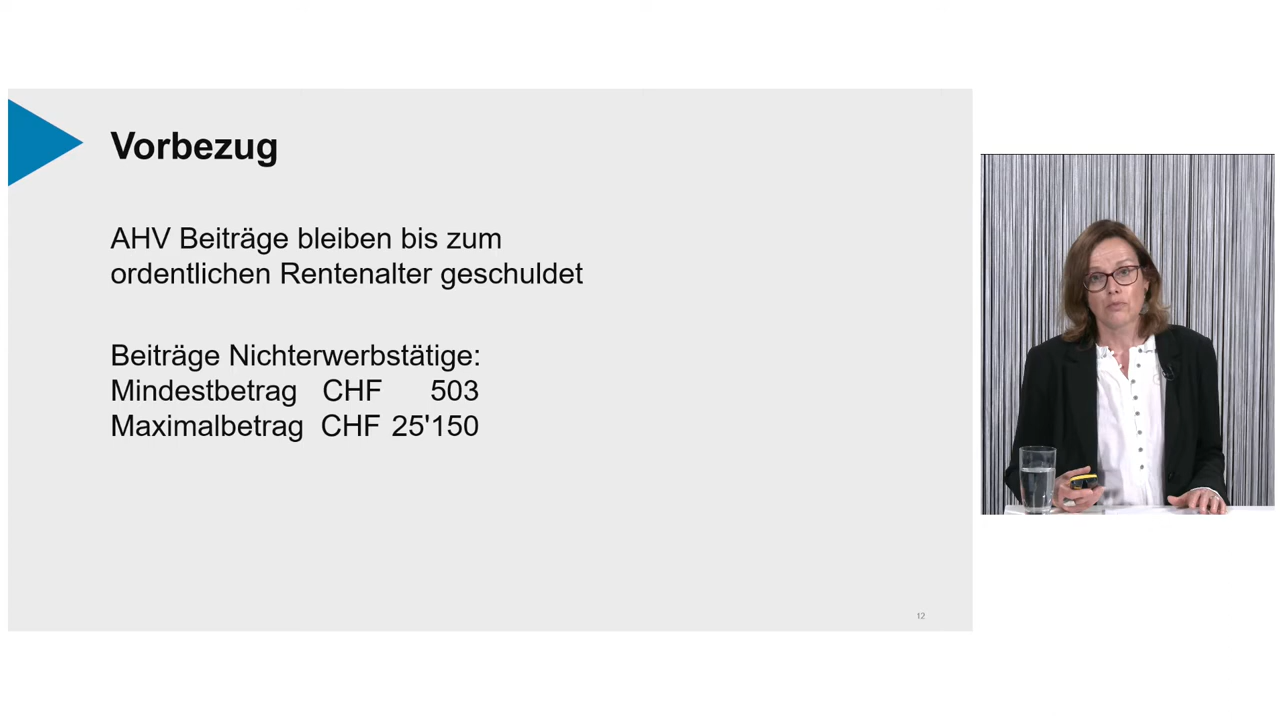 Vorbezug
AHV Beiträge bleiben bis zum
ordentlichen Rentenalter geschuldet
Beiträge Nichterwerbstätige:
Mindestbetrag CHF 503
Maximalbetrag CHF 25'150
12